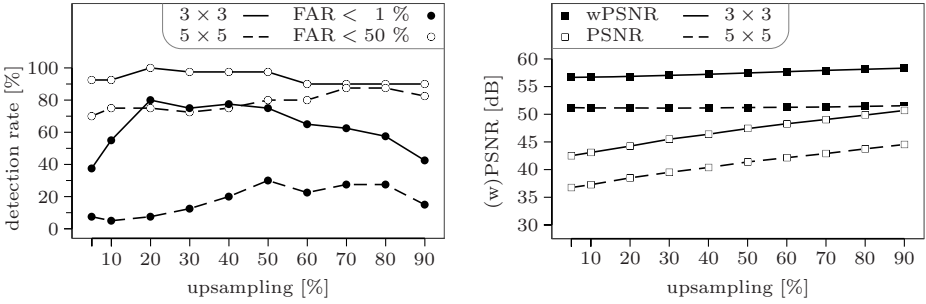 3 × 3 FAR < 1 %
5 × 5 FAR < 50 %
detection rate [%]
100
80
60
40
20
0
10 20 30 40 50 60 70 80 90
upsampling [%]
wPSNR 3 × 3
PSNR 5 × 5
(w)PSNR [dB]
60
55
50
45
40
35
30
10 20 30 40 50 60 70 80 90
upsampling [%]